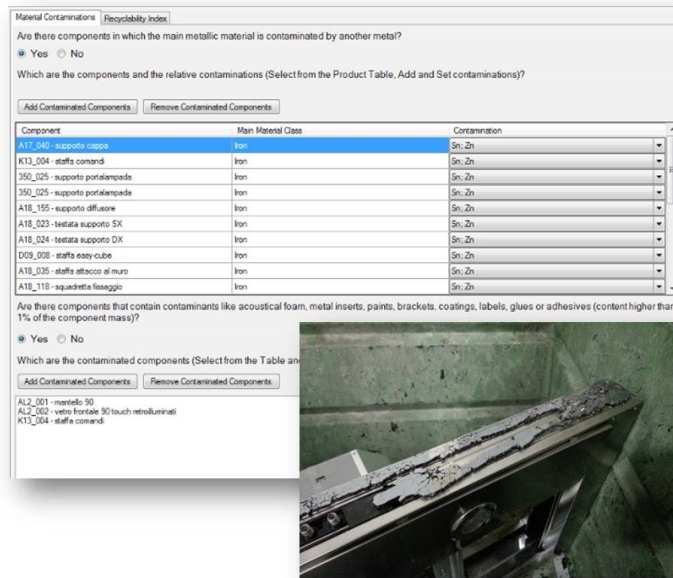 Material Contaminations Recyclability Index
Are there components in which the main metallic material is contaminated by another metal?
Yes No
Which are the components and the relative contaminations (Select from the Product Table, Add and Set contaminations)?
Add Contaminated Components Remove Contaminated Components
Component Main Material Class Contamination
A17_040 - supporto cappa Iron Sn; Zn
K13_004 - staffa comandi Iron Sn; Zn
350_025 - supporto portalampada Iron Sn; Zn
350_025 - supporto portalampada Iron Sn; Zn
A18_155 - supporto diffusore Iron Sn; Zn
A18_023 - testata supporto SX Iron Sn; Zn
A18_024 - testata supporto DX Iron Sn; Zn
D09_008 - staffa easy-cube Iron Sn; Zn
A18_035 - staffa attacco al muro Iron Sn; Zn
A18_118 - squadretta fissaggio Iron Sn; Zn
Are there components that contain contaminants like acoustical foam, metal inserts, paints, brackets, coatings, labels, glues or adhesives (content higher than
1% of the component mass)?
Yes No
Which are the contaminated components (Select from the Table an
Add Contaminated Components Remove Contaminated Components
AL2_001 - mantello 90
AL2_002 - vetro frontale 90 touch retroilluminati
K13_004 - staffa comandi